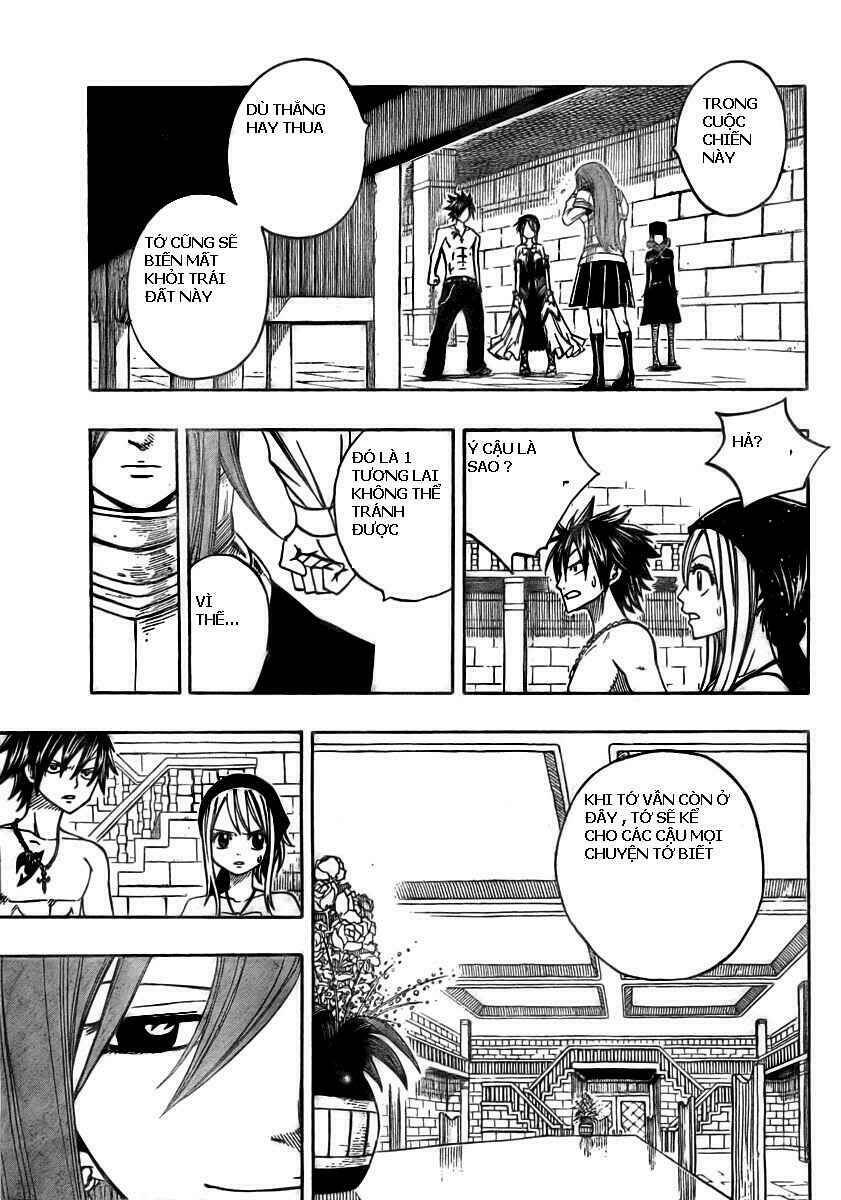 TRONG
CUỘC
CHIẾN
NÀY
DÙ THẮNG
HAY THUA
TỚ CŨNG SẼ
BIẾN MẤT
KHỎI TRÁI
ĐẤT NÀY
HẢ?
Ý CẬU LÀ
SAO ?
ĐÓ LÀ 1
TƯƠNG LAI
KHÔNG THỂ
TRÁNH
ĐƯỢC
VÌ
THẾ...
KHI TỚ VẪN CÒN Ở
ĐÂY , TỚ SẼ KỂ
CHO CÁC CẬU MỌI
CHUYỆN TỚ BIẾT